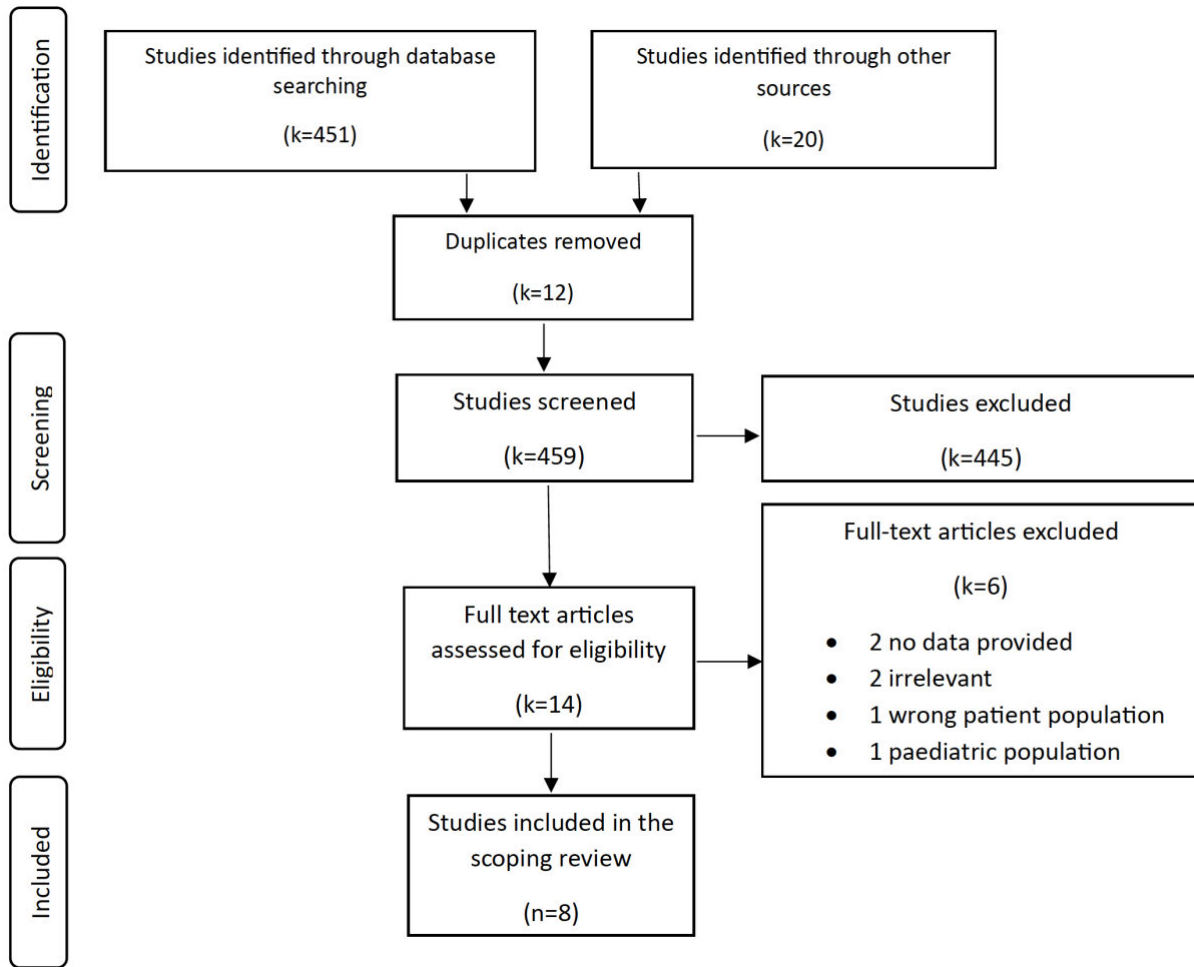 Identification
Studies identified through database
searching
(k=451)
Studies identified through other
sources
(k=20)
Duplicates removed
(k=12)
Screening
Studies screened
(k=459)
Studies excluded
(k=445)
Eligibility
Full text articles
assessed for eligibility
(k=14)
Full-text articles excluded
(k=6)
• 2 no data provided
• 2 irrelevant
• 1 wrong patient population
• 1 paediatric population
Included
Studies included in the
scoping review
(n=8)